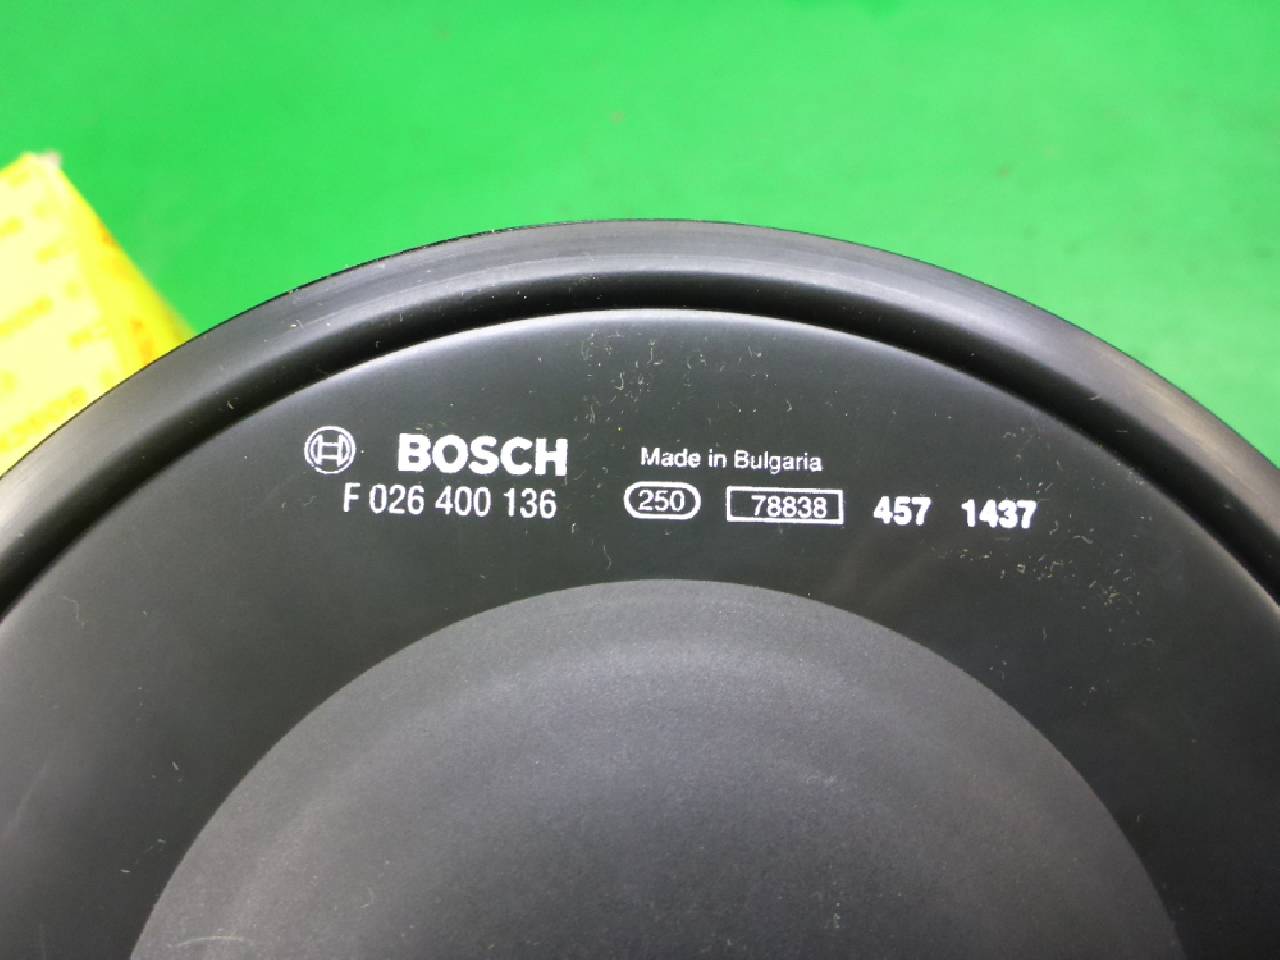 BOSCH Made in Bulgaria
F 026 400 136 250 78838 457 1437